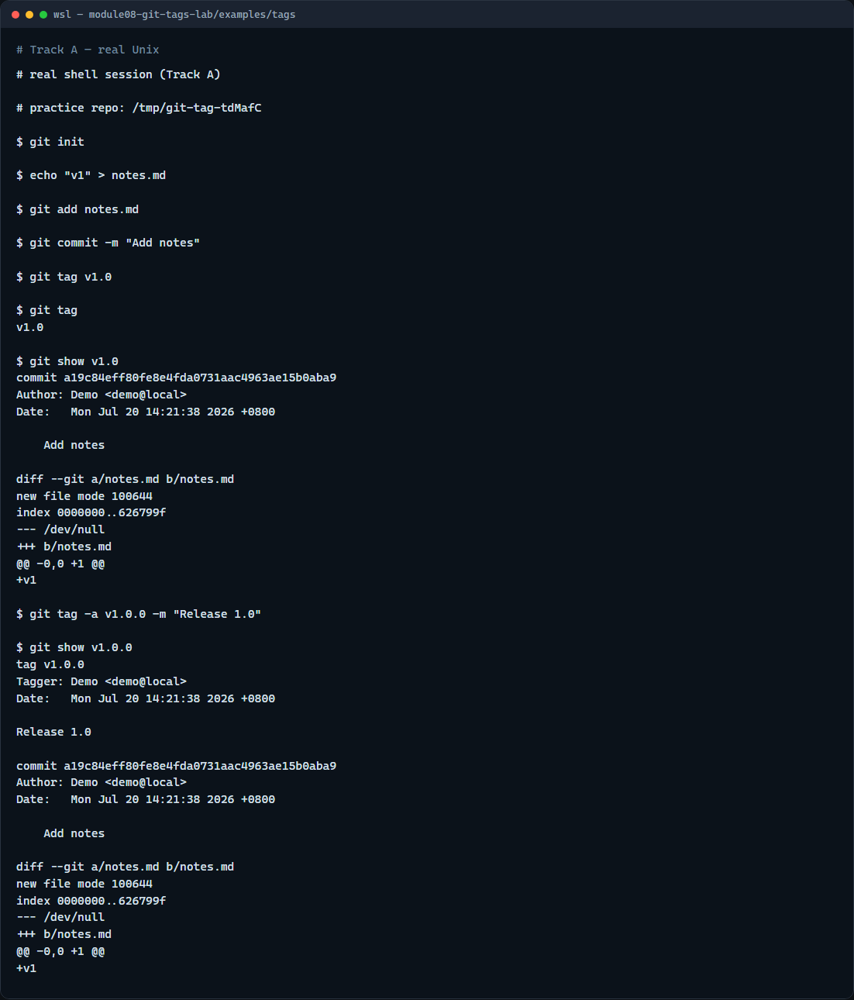 wsl — module08-git-tags-lab/examples/tags
# Track A — real Unix
# real shell session (Track A)
# practice repo: /tmp/git-tag-tdMafC
$ git init
$ echo "v1" > notes.md
$ git add notes.md
$ git commit -m "Add notes"
$ git tag v1.0
$ git tag
v1.0
$ git show v1.0
commit a19c84eff80fe8e4fda0731aac4963ae15b0aba9
Author: Demo <demo@local>
Date:   Mon Jul 20 14:21:38 2026 +0800
    Add notes
diff --git a/notes.md b/notes.md
new file mode 100644
index 0000000..626799f
--- /dev/null
+++ b/notes.md
@@ -0,0 +1 @@
+v1
$ git tag -a v1.0.0 -m "Release 1.0"
$ git show v1.0.0
tag v1.0.0
Tagger: Demo <demo@local>
Date:   Mon Jul 20 14:21:38 2026 +0800
Release 1.0
commit a19c84eff80fe8e4fda0731aac4963ae15b0aba9
Author: Demo <demo@local>
Date:   Mon Jul 20 14:21:38 2026 +0800
    Add notes
diff --git a/notes.md b/notes.md
new file mode 100644
index 0000000..626799f
--- /dev/null
+++ b/notes.md
@@ -0,0 +1 @@
+v1